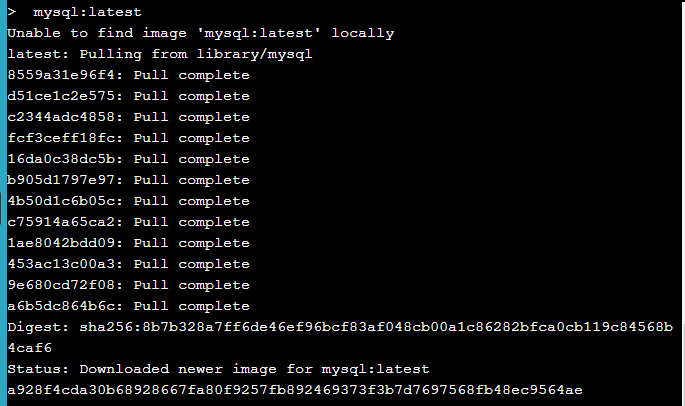 >  mysql:latest
Unable to find image 'mysql:latest' locally
latest: Pulling from library/mysql
8559a31e96f4: Pull complete
d51ce1c2e575: Pull complete
c2344adc4858: Pull complete
fcf3ceff18fc: Pull complete
16da0c38dc5b: Pull complete
b905d1797e97: Pull complete
4b50d1c6b05c: Pull complete
c75914a65ca2: Pull complete
1ae8042bdd09: Pull complete
453ac13c00a3: Pull complete
9e680cd72f08: Pull complete
a6b5dc864b6c: Pull complete
Digest: sha256:8b7b328a7ff6de46ef96bcf83af048cb00a1c86282bfca0cb119c84568b
4caf6
Status: Downloaded newer image for mysql:latest
a928f4cda30b68928667fa80f9257fb892469373f3b7d7697568fb48ec9564ae